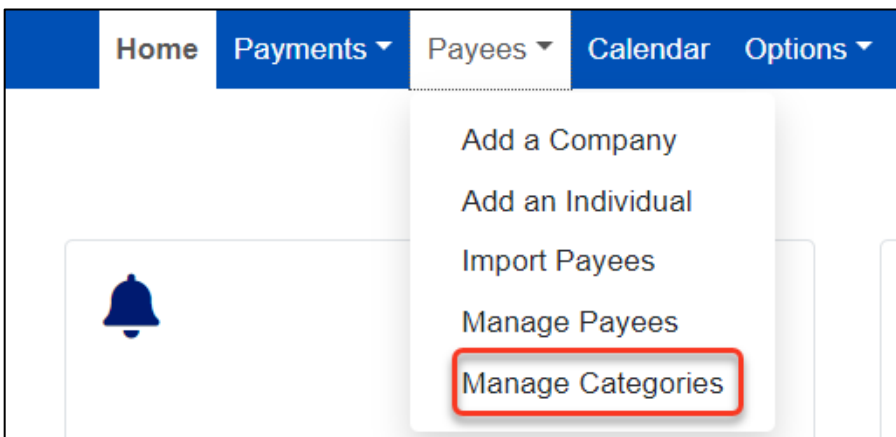 Home Payments Payees Calendar Options
Add a Company
Add an Individual
Import Payees
Manage Payees
Manage Categories